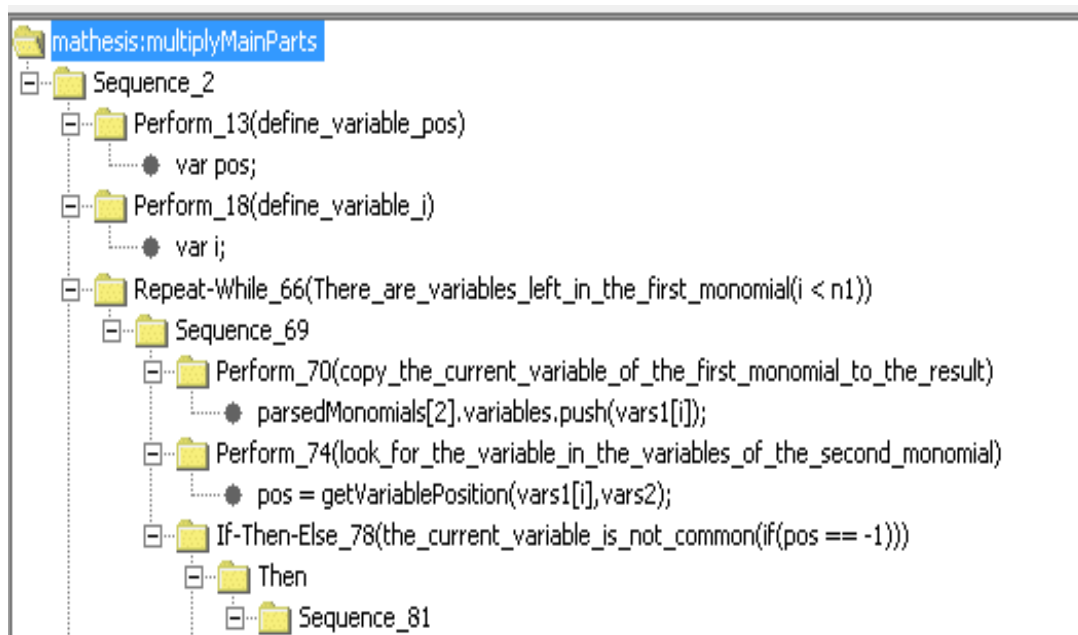 mathesis:multiplyMainParts
Sequence_2
Perform_13(define_variable_pos)
var pos;
Perform_18(define_variable_i)
var i;
Repeat-While_66(There_are_variables_left_in_the_first_monomial(i < n1))
Sequence_69
Perform_70(copy_the_current_variable_of_the_first_monomial_to_the_result)
parsedMonomials[2].variables.push(vars1[i]);
Perform_74(look_for_the_variable_in_the_variables_of_the_second_monomial)
pos = getVariablePosition(vars1[i],vars2);
If-Then-Else_78(the_current_variable_is_not_common(if(pos == -1)))
Then
Sequence_81